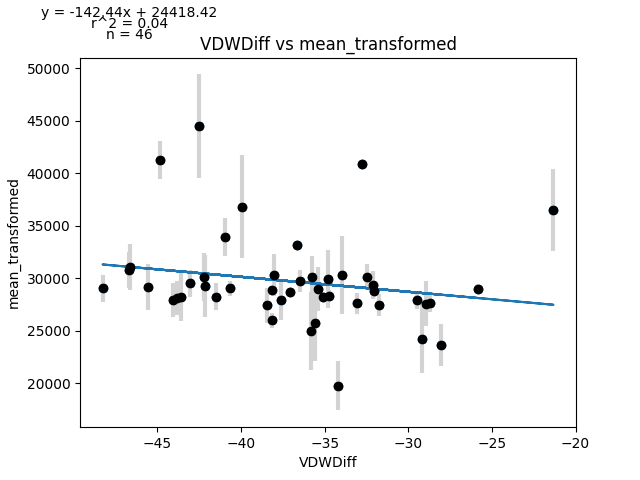 y = -142.44x + 24418.42
r^2 = 0.04
n = 46
VDWDiff vs mean_transformed
50000
45000
40000
35000
30000
25000
20000
mean_transformed
−45
−40
−35
−30
−25
−20
VDWDiff